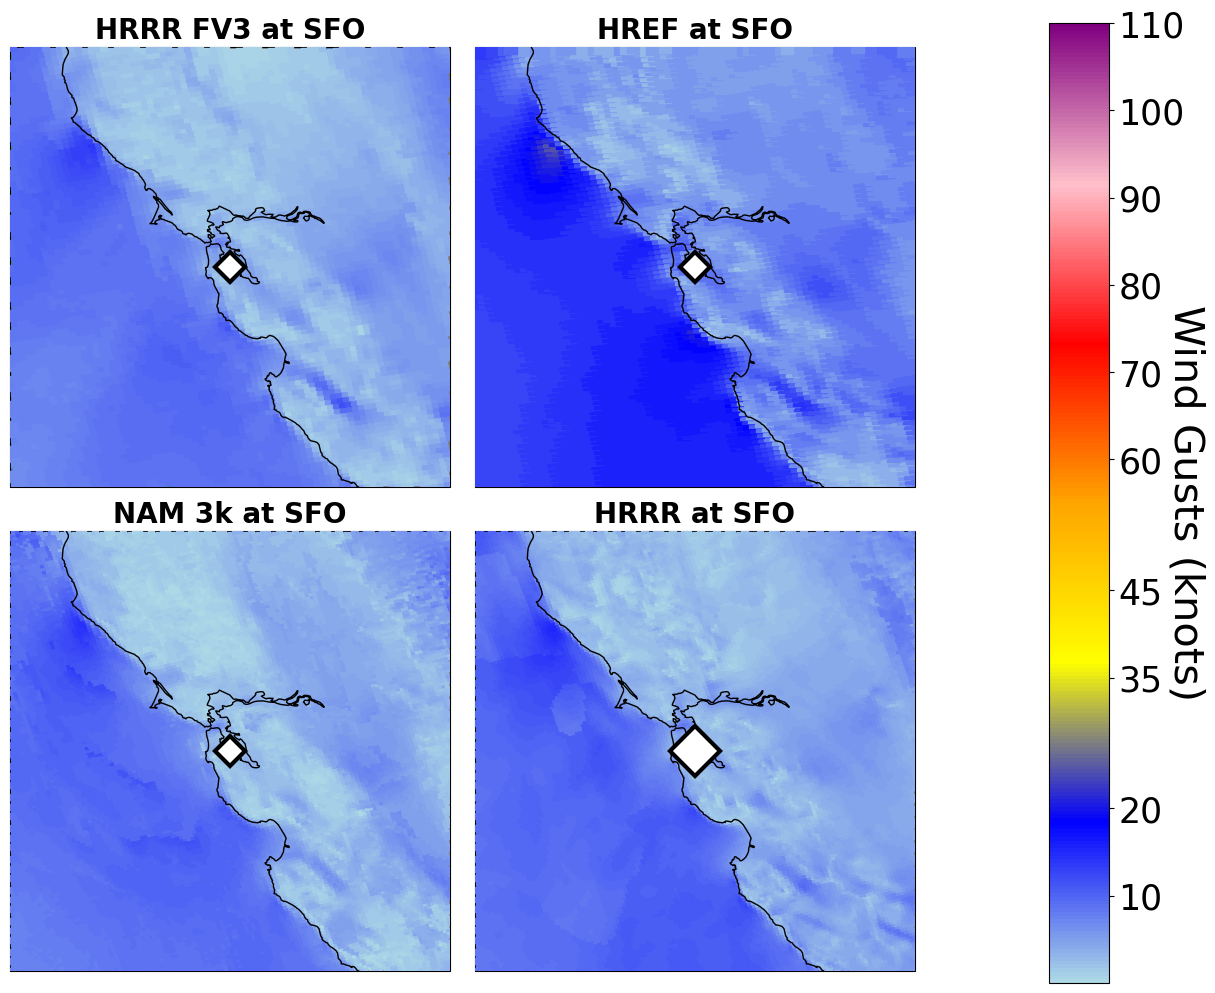 HRRR FV3 at SFO
HREF at SFO
NAM 3k at SFO
HRRR at SFO
110
100
90
80
70
60
45
35
20
10
Wind Gusts (knots)